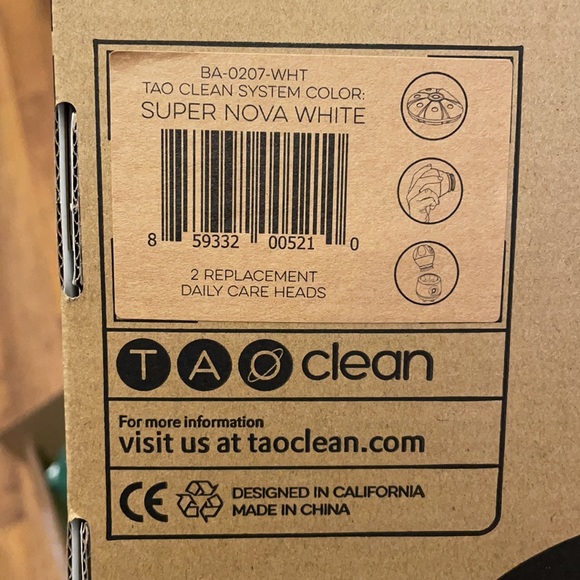 BA-0207-WHT
TAO CLEAN SYSTEM COLOR:
SUPER NOVA WHITE
8 59332 00521 0
2 REPLACEMENT
DAILY CARE HEADS
TAO clean
For more information
visit us at taoclean.com
CE DESIGNED IN CALIFORNIA
MADE IN CHINA